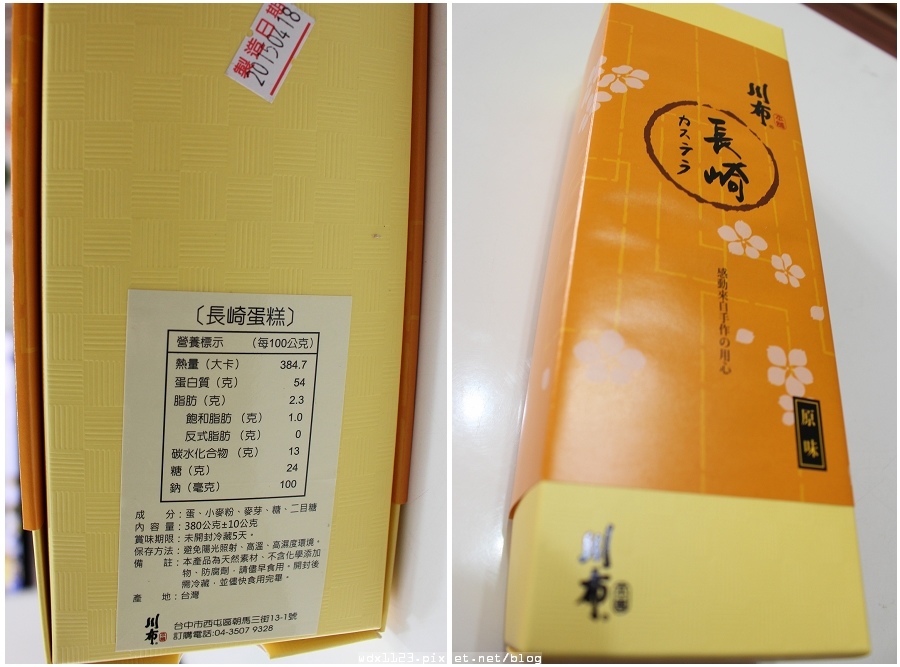 製造日期
20150418
〔長崎蛋糕〕
營養標示 (每100公克)
熱量(大卡) 384.7
蛋白質(克) 54
脂肪(克) 2.3
飽和脂肪(克) 1.0
反式脂肪(克) 0
碳水化合物(克) 13
糖(克) 24
鈉(毫克) 100
成 分:蛋、小麥粉、麥芽、糖、二目糖
內 容 量:380公克±10公克
賞味期限:未開封冷藏5天。
保存方法:避免陽光照射、高溫、高濕度環境。
備 註:本產品為天然素材、不含化學添加
物、防腐劑,請儘早食用。開封後
需冷藏,並儘快食用完畢。
產 地:台灣
川布
台中市西屯區朝馬三街13-1號
訂購電話:04-3507 9328
川布
長崎
カステラ
感動來自手作の用心
原味
川布
wdx1123.pixnet.net/blog